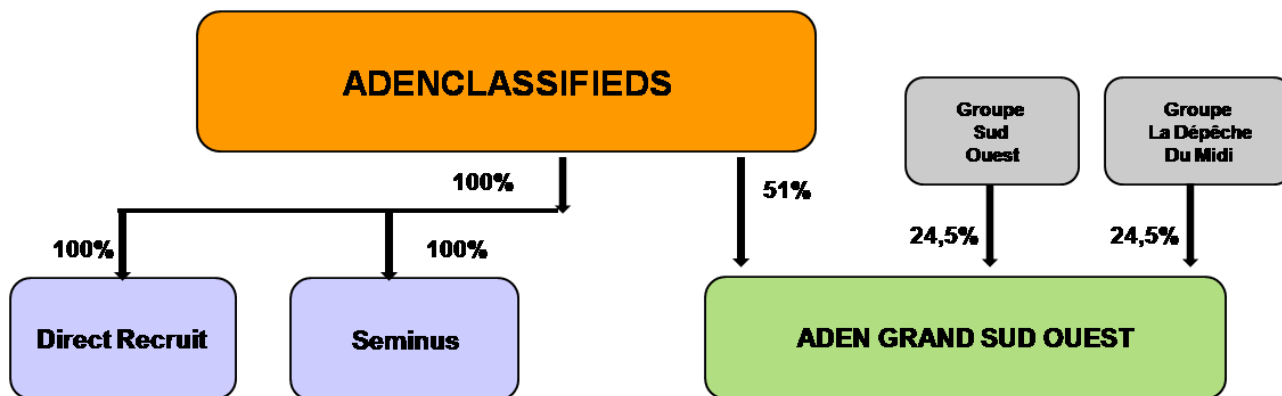 ADENCLASSIFIEDS
Groupe
Sud
Ouest
Groupe
La Dépêche
Du Midi
100%
51%
100%
100%
24,5%
24,5%
Direct Recruit
Seminus
ADEN GRAND SUD OUEST